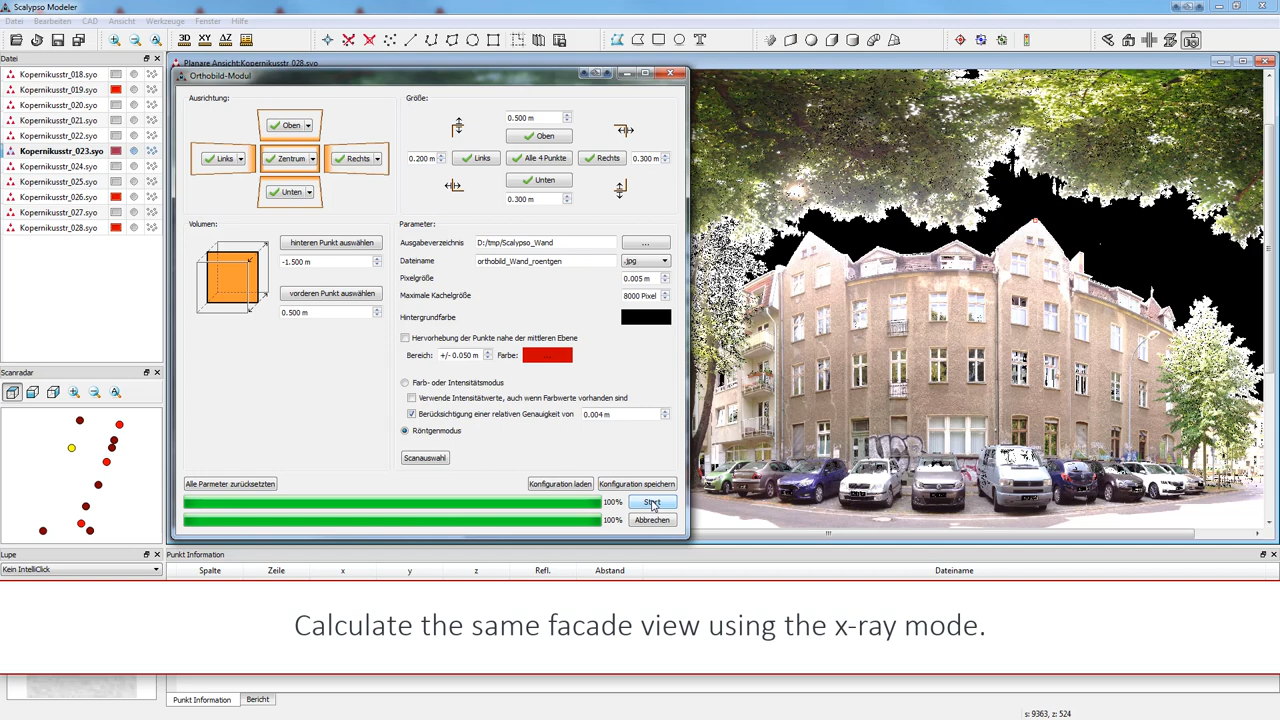 Scalypso Modeler
Datei Bearbeiten CAD Ansicht Werkzeuge Fenster Hilfe
3D XY ΔZ
Datei
Kopernikusstr_018.syo
Kopernikusstr_019.syo
Kopernikusstr_020.syo
Kopernikusstr_021.syo
Kopernikusstr_022.syo
Kopernikusstr_023.syo
Kopernikusstr_024.syo
Kopernikusstr_025.syo
Kopernikusstr_026.syo
Kopernikusstr_027.syo
Kopernikusstr_028.syo
Scanradar
Lupe
Kein IntelliClick
Planare Ansicht:Kopernikusstr_028.syo
Orthobild-Modul
Ausrichtung:
Oben
Links Zentrum Rechts
Unten
Größe:
0.500 m
Oben
0.200 m Links Alle 4 Punkte Rechts 0.300 m
Unten
0.300 m
Volumen:
hinteren Punkt auswählen
-1.500 m
vorderen Punkt auswählen
0.500 m
Parameter:
Ausgabeverzeichnis D:/tmp/Scalypso_Wand ...
Dateiname orthobild_Wand_roentgen .jpg
Pixelgröße 0.005 m
Maximale Kachelgröße 8000 Pixel
Hintergrundfarbe
Hervorhebung der Punkte nahe der mittleren Ebene
Bereich: +/- 0.050 m Farbe: ...
Farb- oder Intensitätsmodus
Verwende Intensitätwerte, auch wenn Farbwerte vorhanden sind
Berücksichtigung einer relativen Genauigkeit von 0.004 m
Röntgenmodus
Scanauswahl
Alle Parmeter zurücksetzten Konfiguration laden Konfiguration speichern
100% Start
100% Abbrechen
Punkt Information
Spalte Zeile x y z Refl. Abstand Dateiname
Calculate the same facade view using the x-ray mode.
Punkt Information Bericht
s: 9363, z: 524